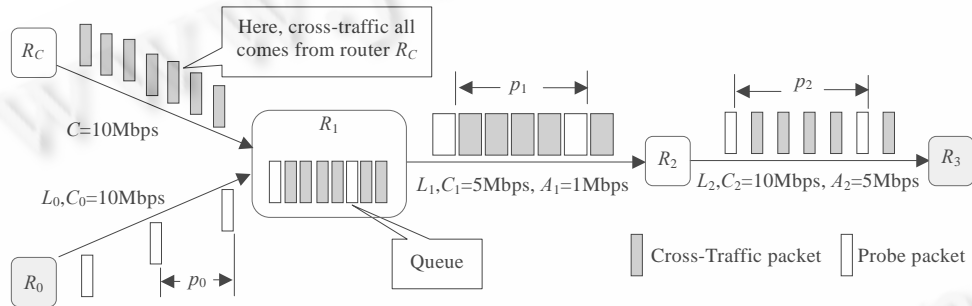 Here, cross-traffic all
comes from router R_C
R_C
C=10Mbps
R_1
p_1
p_2
L_0,C_0=10Mbps
L_1,C_1=5Mbps, A_1=1Mbps
R_2
L_2,C_2=10Mbps, A_2=5Mbps
R_3
R_0
p_0
Queue
Cross-Traffic packet
Probe packet